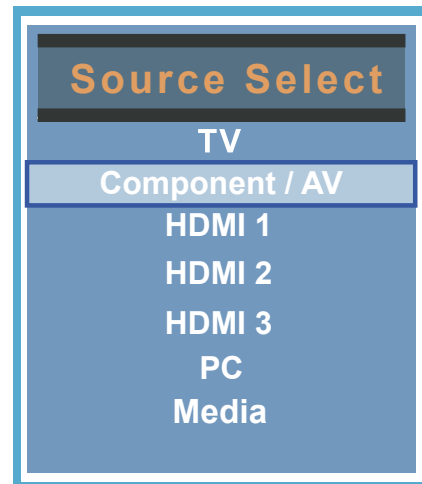 Source Select
TV
Component / AV
HDMI 1
HDMI 2
HDMI 3
PC
Media